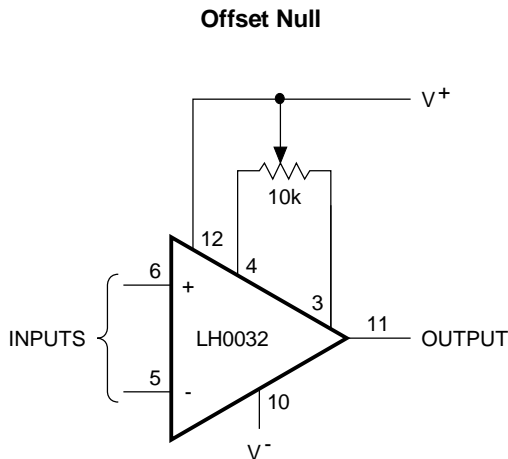 Offset Null
V+
10k
12
4
6
+
3
11
INPUTS
LH0032
OUTPUT
5
-
10
V-